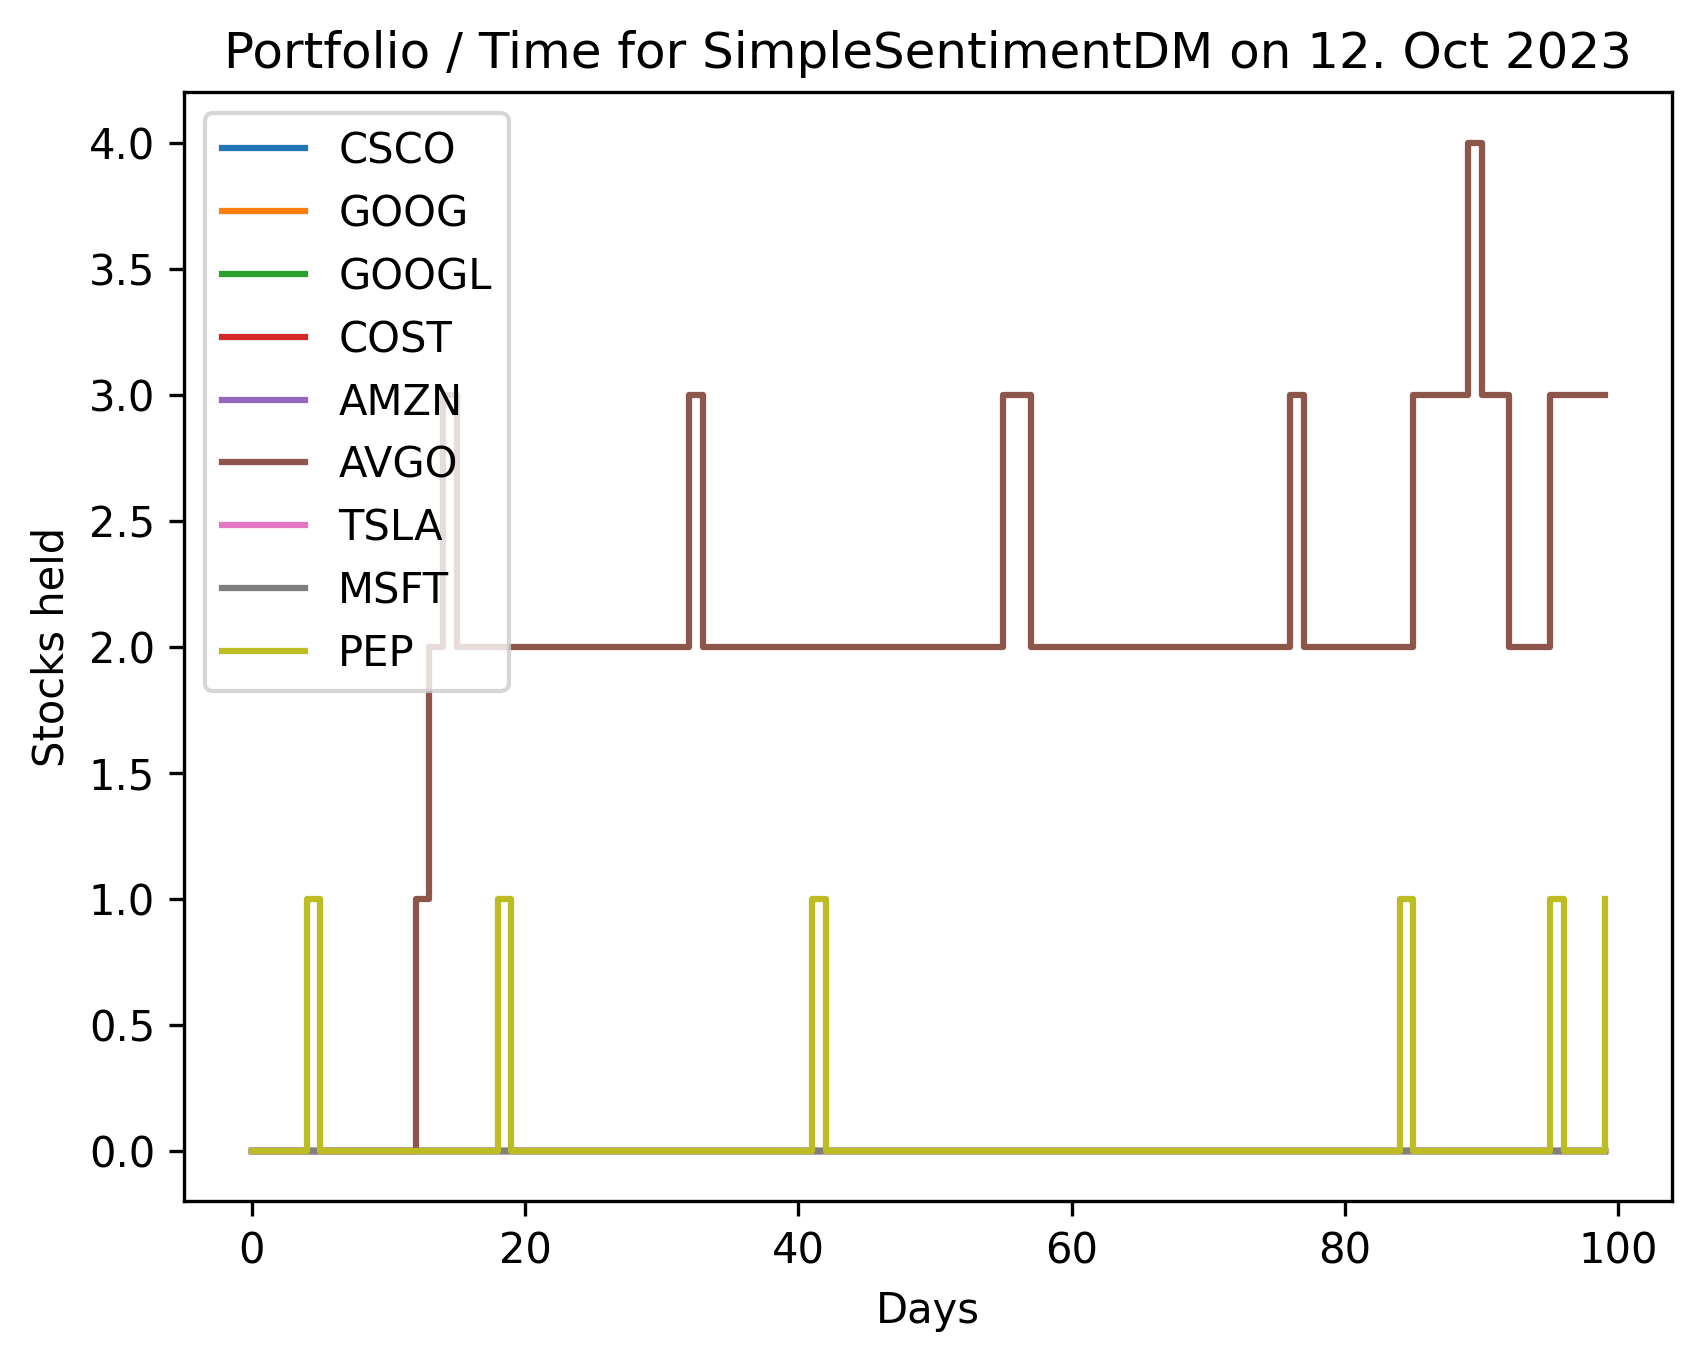 Portfolio / Time for SimpleSentimentDM on 12. Oct 2023
CSCO
GOOG
GOOGL
COST
AMZN
AVGO
TSLA
MSFT
PEP
Stocks held
4.0
3.5
3.0
2.5
2.0
1.5
1.0
0.5
0.0
0
20
40
60
80
100
Days